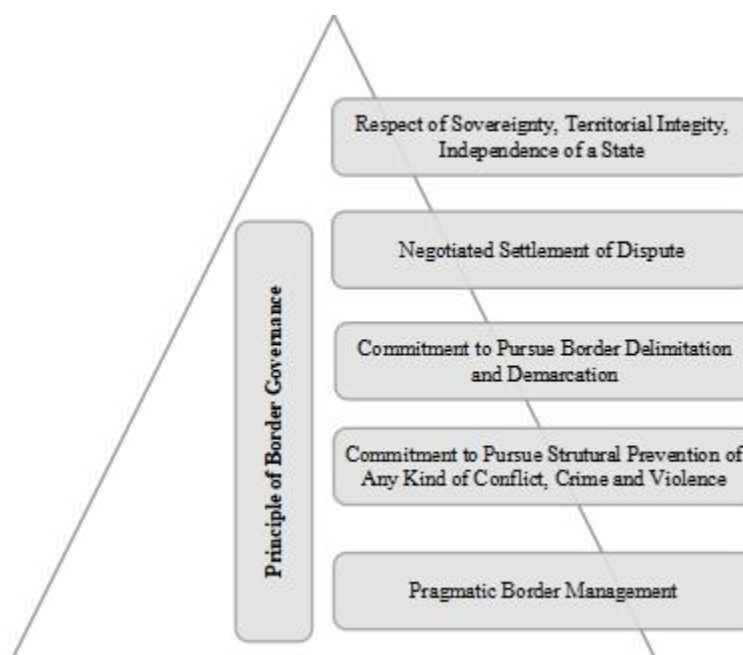 Respect of Sovereignty, Territorial Integity,
Independence of a State
Negotiated Settlement of Dispute
Principle of Border Governance
Commitment to Pursue Border Delimitation
and Demarcation
Commitment to Pursue Strutural Prevention of
Any Kind of Conflict, Crime and Violence
Pragmatic Border Management